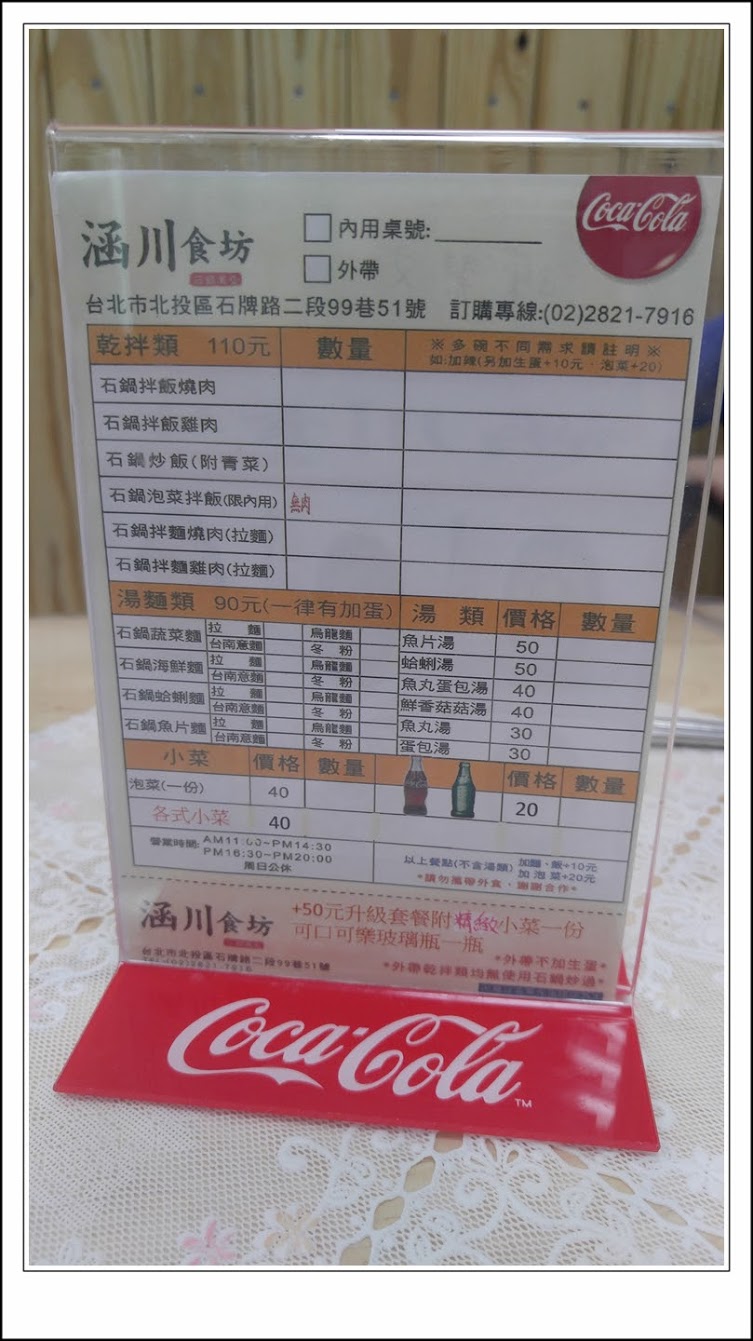 涵川食坊
內用桌號:
外帶
Coca-Cola
台北市北投區石牌路二段99巷51號 訂購專線:(02)2821-7916
乾拌類 110元 數量 ※多碗不同需求請註明※
如:加辣(另加生蛋+10元、泡菜+20)
石鍋拌飯燒肉
石鍋拌飯雞肉
石鍋炒飯(附青菜)
石鍋泡菜拌飯(限內用) 無肉
石鍋拌麵燒肉(拉麵)
石鍋拌麵雞肉(拉麵)
湯麵類 90元(一律有加蛋) 湯類 價格 數量
石鍋蔬菜麵 拉麵 烏龍麵 台南意麵 冬粉
石鍋海鮮麵 拉麵 烏龍麵 台南意麵 冬粉
石鍋蛤蜊麵 拉麵 烏龍麵 台南意麵 冬粉
石鍋魚片麵 拉麵 烏龍麵 台南意麵 冬粉
魚片湯 50
蛤蜊湯 50
魚丸蛋包湯 40
鮮香菇菇湯 40
魚丸湯 30
蛋包湯 30
小菜 價格 數量 價格 數量
泡菜(一份) 40 20
各式小菜 40
營業時間: AM11:00~PM14:30
PM16:30~PM20:00
周日公休
以上餐點(不含湯類) 加麵、飯+10元
加泡菜+20元
*請勿攜帶外食，謝謝合作*
涵川食坊
+50元升級套餐附精緻小菜一份
可口可樂玻璃瓶一瓶
台北市北投區石牌路二段99巷51號
TEL:(02)2821-7916
*外帶不加生蛋*
*外帶乾拌類均無使用石鍋炒過*
Coca-Cola
TM